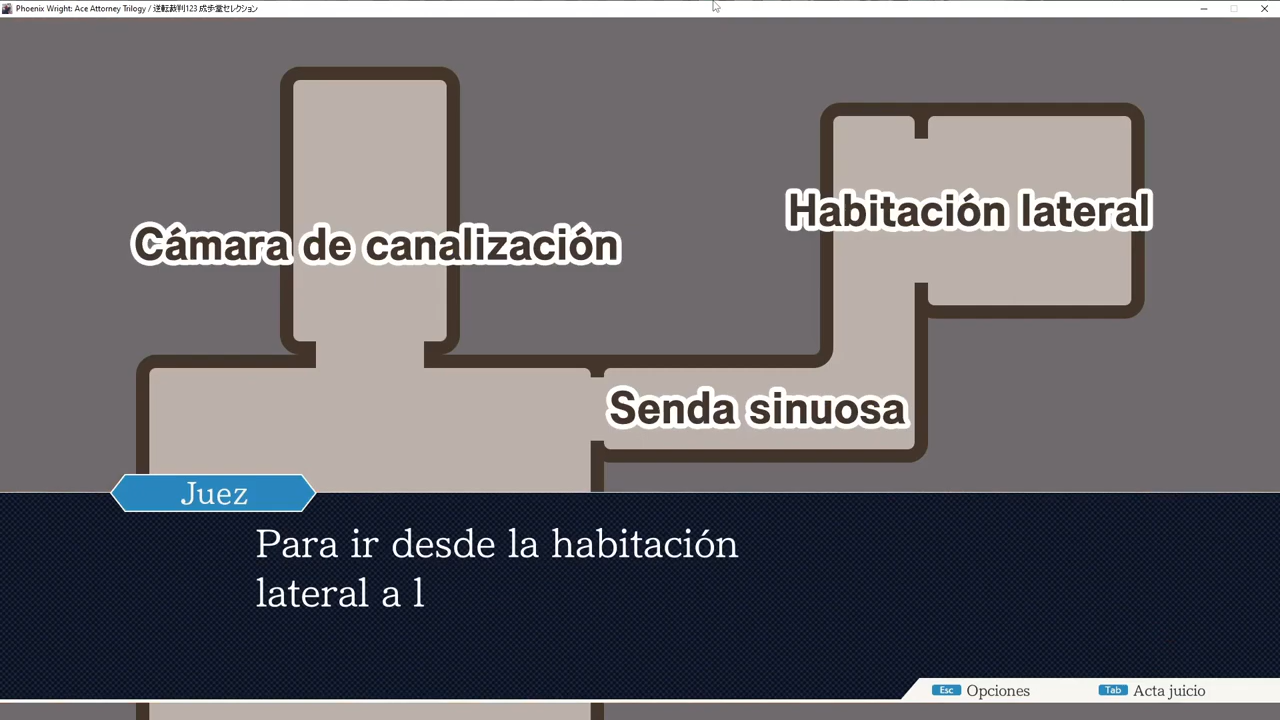 Phoenix Wright: Ace Attorney Trilogy / 逆転裁判123 成歩堂セレクション
Habitación lateral
Cámara de canalización
Senda sinuosa
Juez
Para ir desde la habitación
lateral a l
Esc Opciones Tab Acta juicio